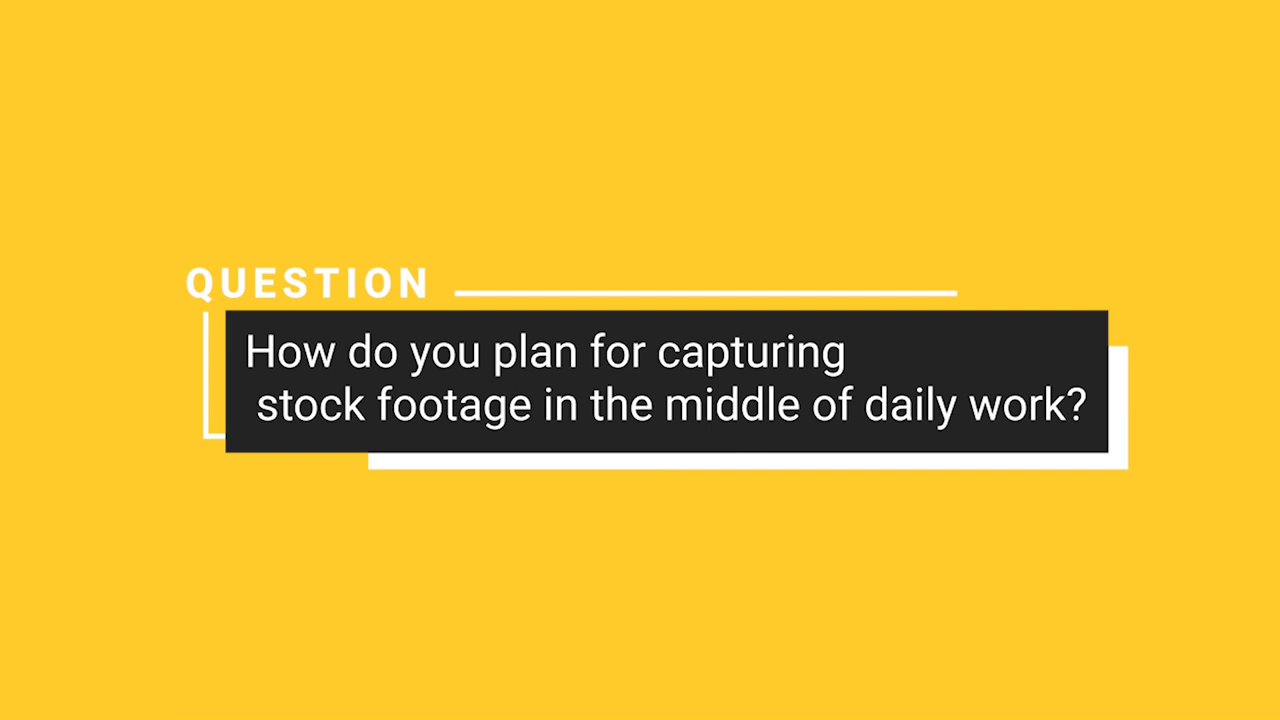 QUESTION
How do you plan for capturing
stock footage in the middle of daily work?